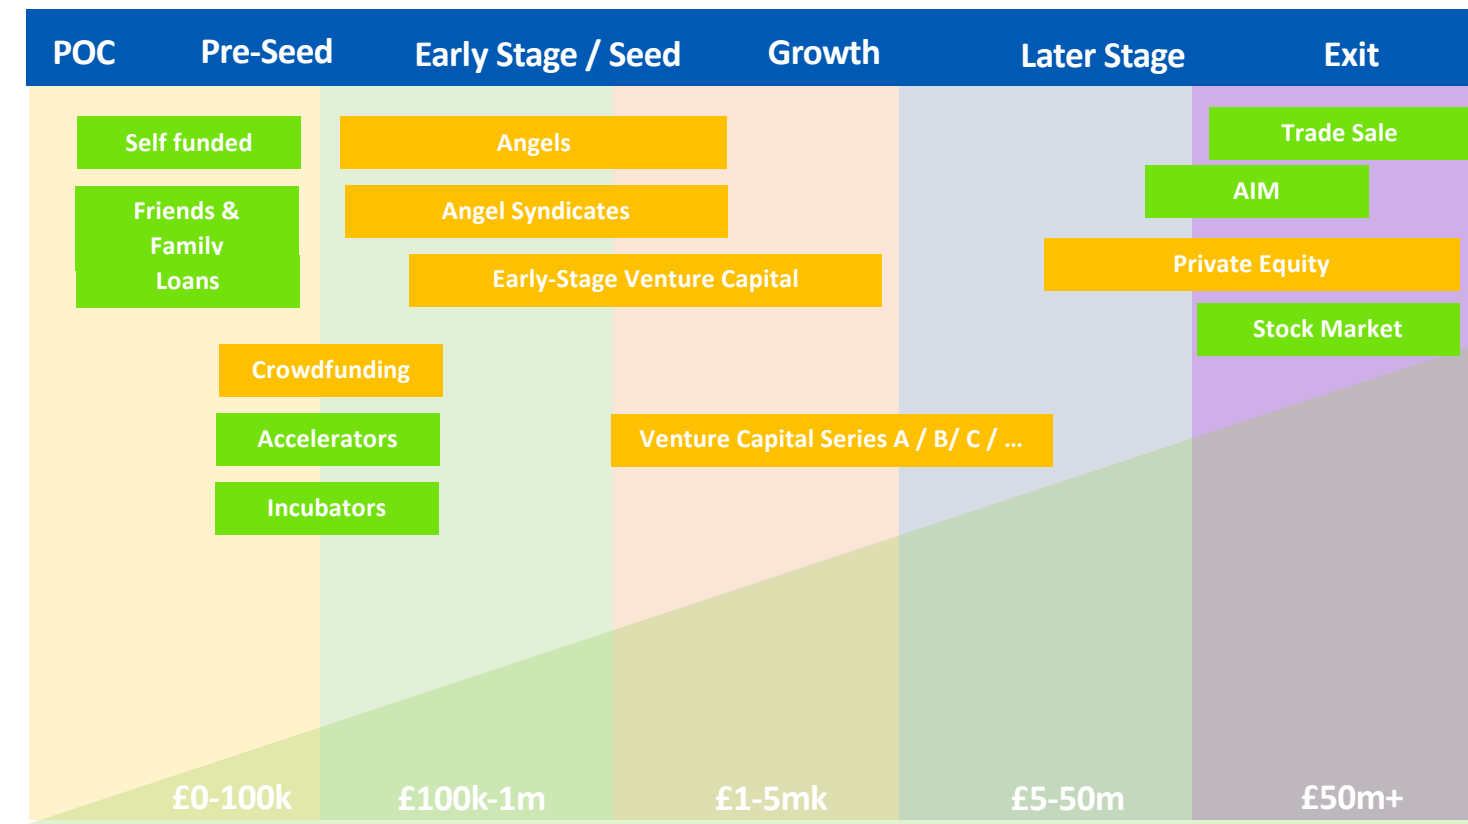 POC
Pre-Seed
Early Stage / Seed
Growth
Later Stage
Exit
Self funded
Friends &
Family
Loans
Crowdfunding
Accelerators
Incubators
Angels
Angel Syndicates
Early-Stage Venture Capital
Venture Capital Series A / B/ C / ...
Trade Sale
AIM
Private Equity
Stock Market
£0-100k
£100k-1m
£1-5mk
£5-50m
£50m+